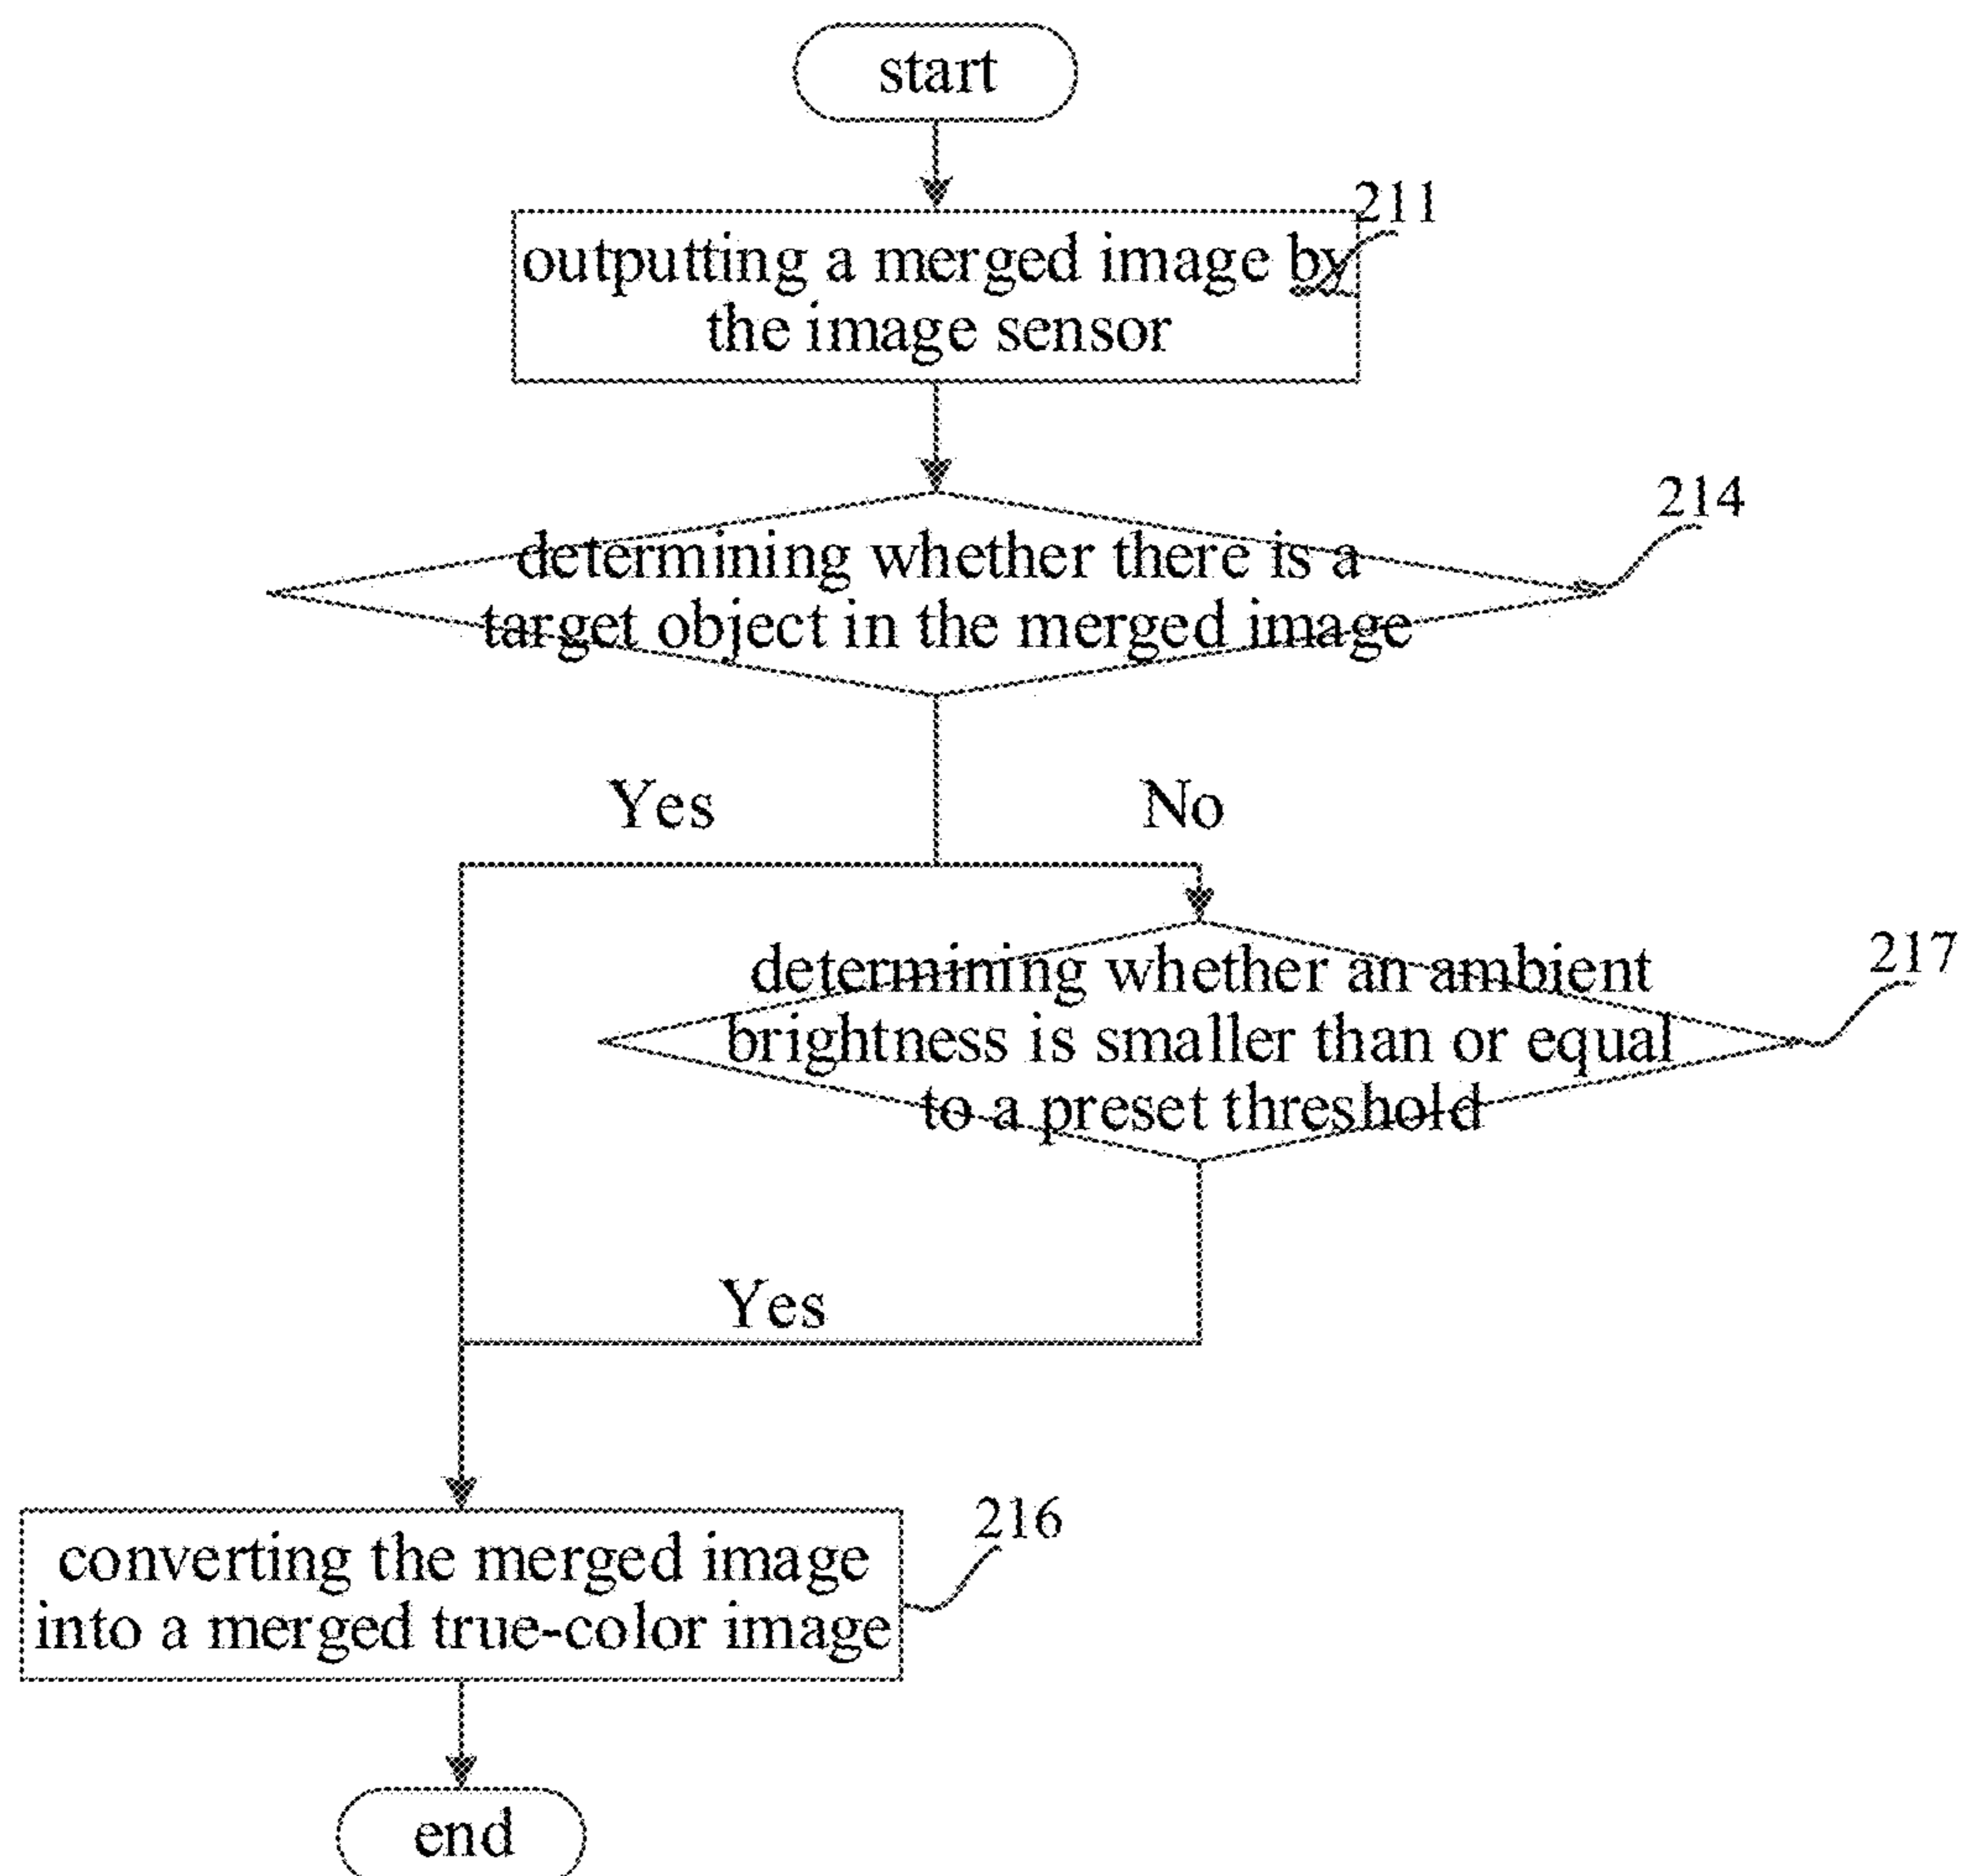 start
211
outputting a merged image by
the image sensor
214
determining whether there is a
target object in the merged image
Yes
No
217
determining whether an ambient
brightness is smaller than or equal
to a preset threshold
Yes
216
converting the merged image
into a merged true-color image
end